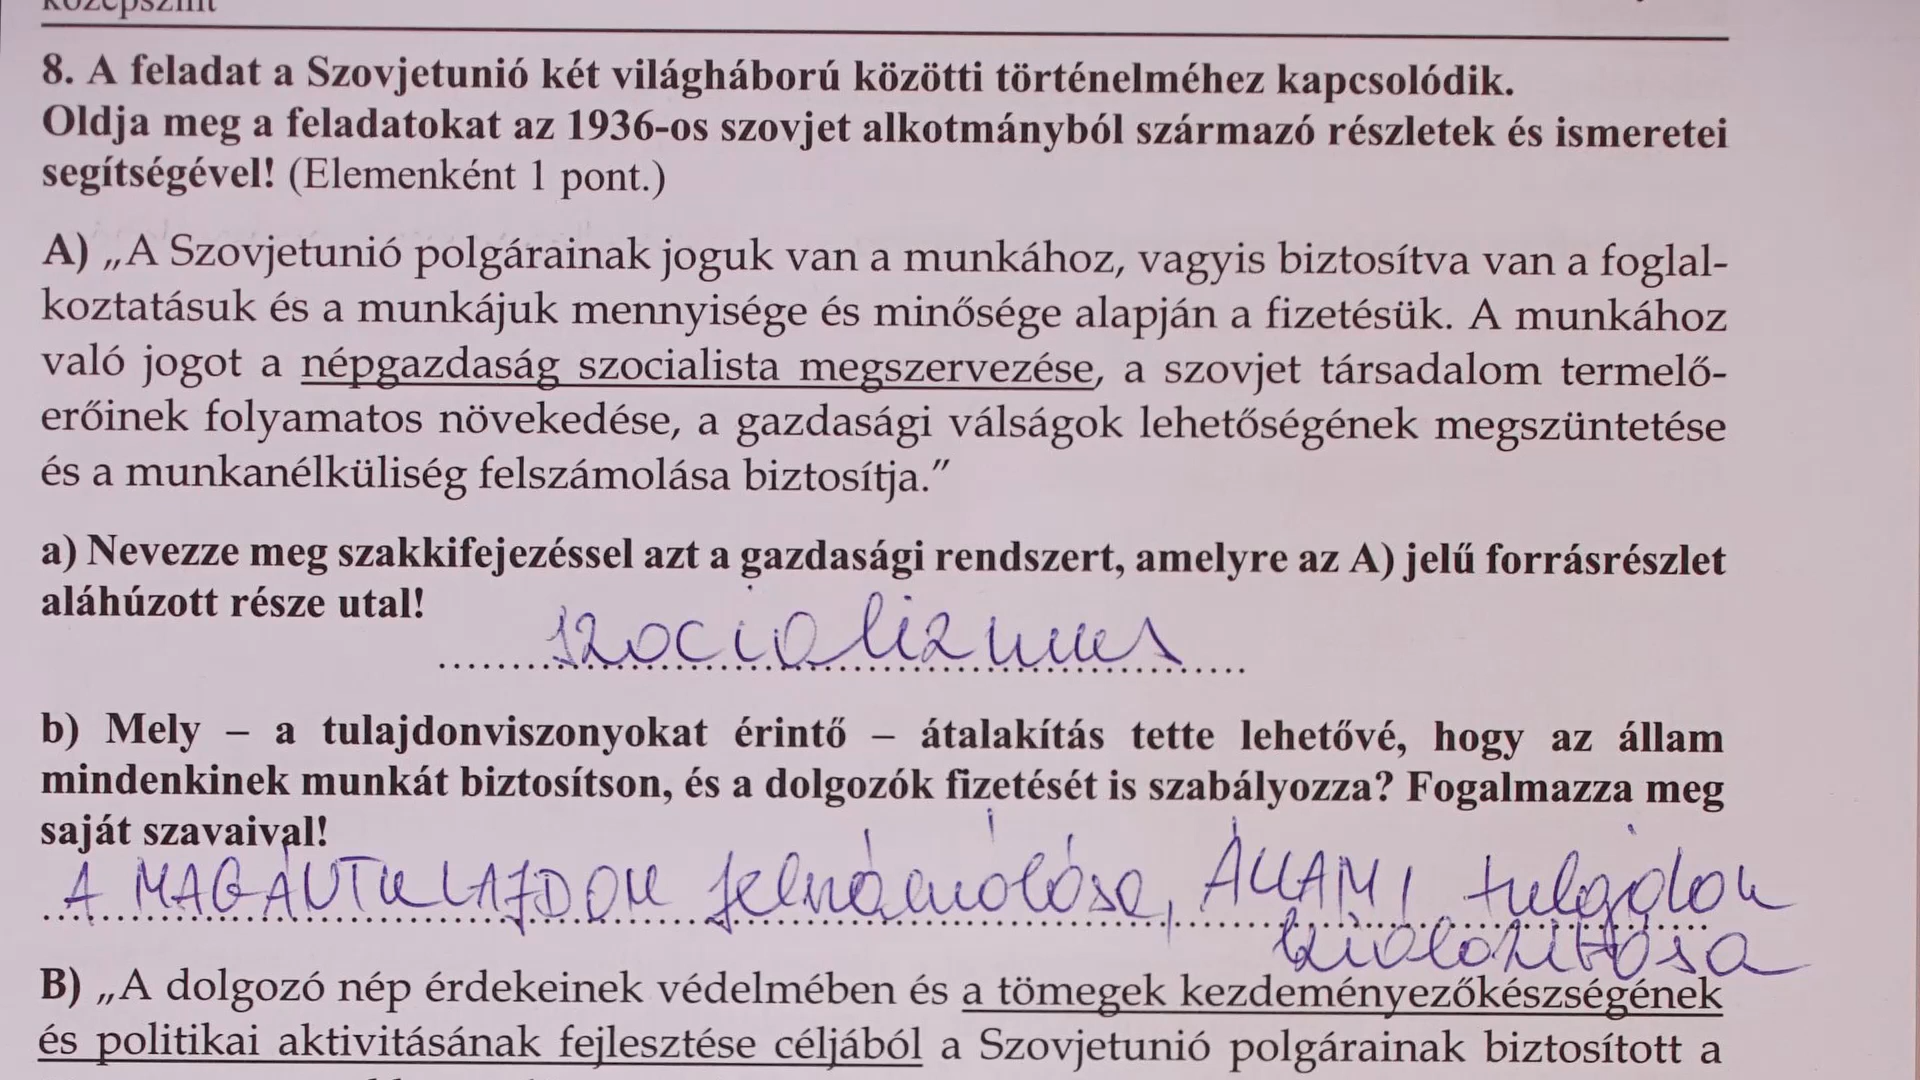 középszint
8. A feladat a Szovjetunió két világháború közötti történelméhez kapcsolódik.
Oldja meg a feladatokat az 1936-os szovjet alkotmányból származó részletek és ismeretei
segítségével! (Elemenként 1 pont.)
A) „A Szovjetunió polgárainak joguk van a munkához, vagyis biztosítva van a foglal-
koztatásuk és a munkájuk mennyisége és minősége alapján a fizetésük. A munkához
való jogot a népgazdaság szocialista megszervezése, a szovjet társadalom termelő-
erőinek folyamatos növekedése, a gazdasági válságok lehetőségének megszüntetése
és a munkanélküliség felszámolása biztosítja.”
a) Nevezze meg szakkifejezéssel azt a gazdasági rendszert, amelyre az A) jelű forrásrészlet
aláhúzott része utal!
szocializmus
b) Mely – a tulajdonviszonyokat érintő – átalakítás tette lehetővé, hogy az állam
mindenkinek munkát biztosítson, és a dolgozók fizetését is szabályozza? Fogalmazza meg
saját szavaival!
A MAGÁNTULAJDON felszámolása, ÁLLAMI tulajdon
B) „A dolgozó nép érdekeinek védelmében és a tömegek kezdeményezőkészségének
és politikai aktivitásának fejlesztése céljából a Szovjetunió polgárainak biztosított a